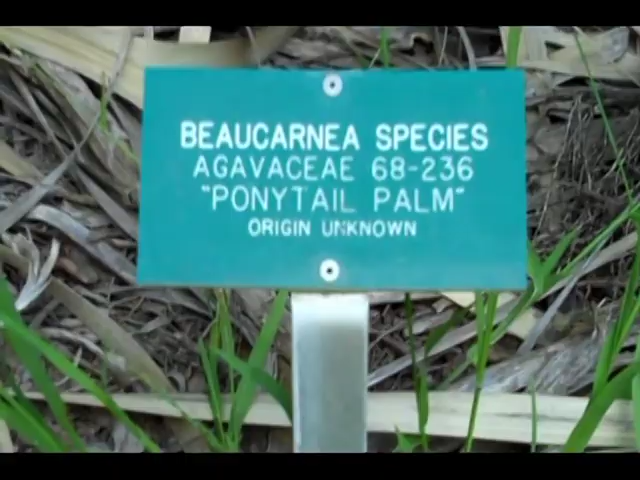 BEAUCARNEA SPECIES
AGAVACEAE 68-236
"PONYTAIL PALM"
ORIGIN UNKNOWN